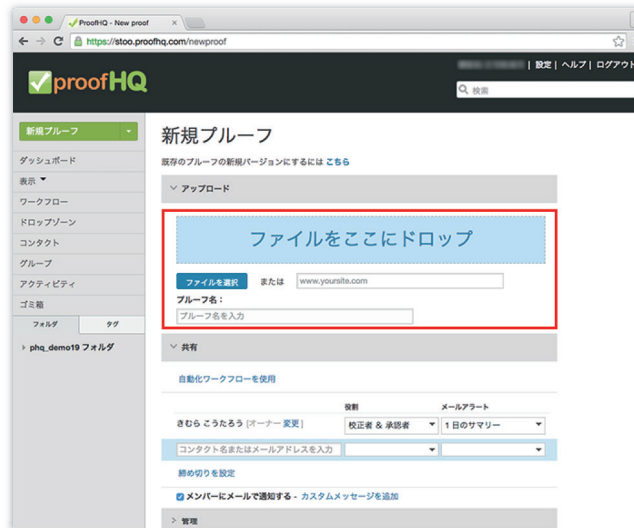 ProofHQ - New proof
https://stoo.proofhq.com/newproof
| 設定 | ヘルプ | ログアウト
proofHQ
検索
新規プルーフ
ダッシュボード
表示
ワークフロー
ドロップゾーン
コンタクト
グループ
アクティビティ
ゴミ箱
フォルダ タグ
phq_demo19 フォルダ
新規プルーフ
既存のプルーフの新規バージョンにするには こちら
アップロード
ファイルをここにドロップ
ファイルを選択 または www.yoursite.com
プルーフ名：
プルーフ名を入力
共有
自動化ワークフローを使用
役割 メールアラート
きむら こうたろう [オーナー 変更] 校正者 & 承認者 1 日のサマリー
コンタクト名またはメールアドレスを入力
締め切りを設定
メンバーにメールで通知する - カスタムメッセージを追加
管理